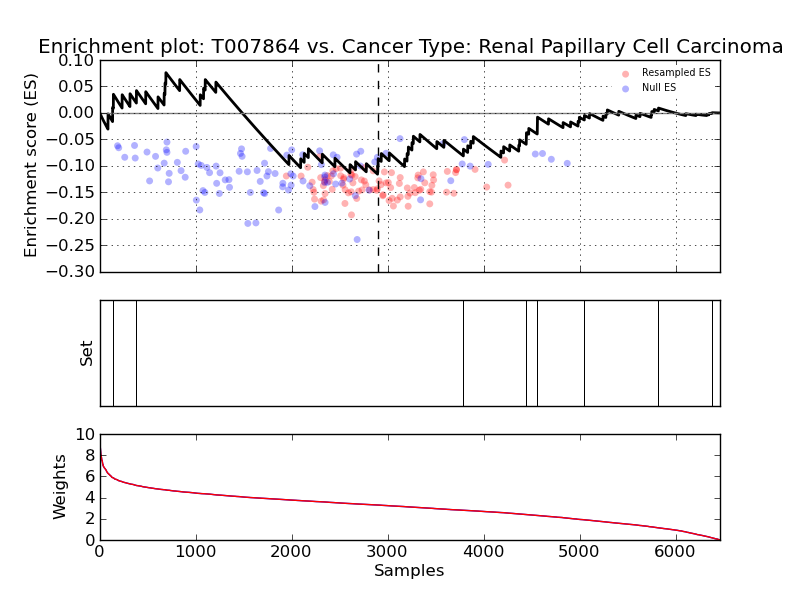 Enrichment plot: T007864 vs. Cancer Type: Renal Papillary Cell Carcinoma
Enrichment score (ES)
0.10
0.05
0.00
−0.05
−0.10
−0.15
−0.20
−0.25
−0.30
Resampled ES
Null ES
Set
Weights
10
8
6
4
2
0
0 1000 2000 3000 4000 5000 6000
Samples